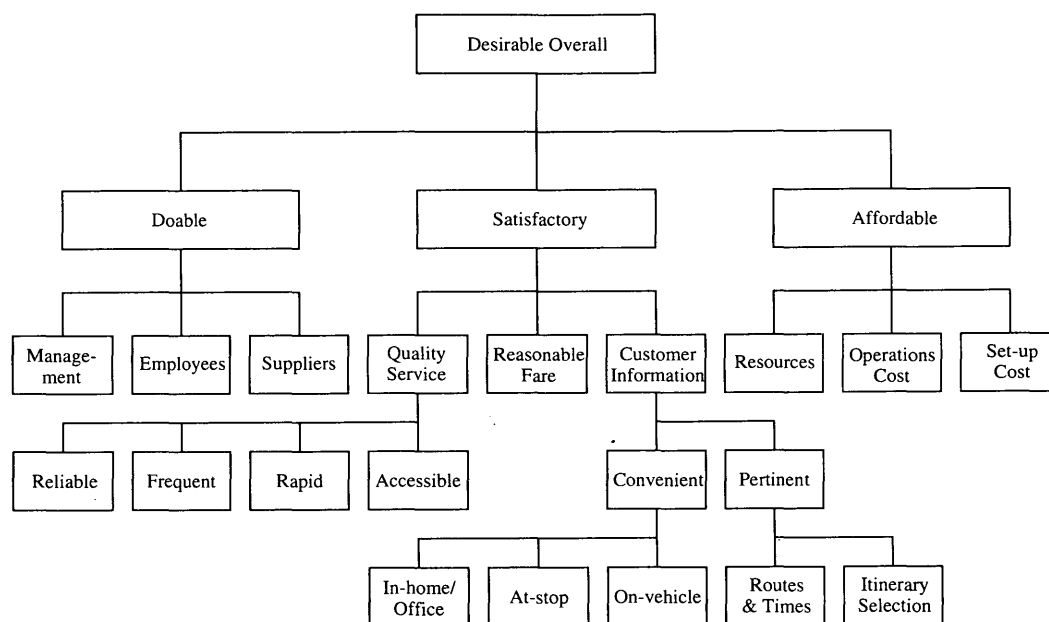 Desirable Overall
Doable
Satisfactory
Affordable
Manage-
ment
Employees
Suppliers
Quality
Service
Reasonable
Fare
Customer
Information
Resources
Operations
Cost
Set-up
Cost
Reliable
Frequent
Rapid
Accessible
Convenient
Pertinent
In-home/
Office
At-stop
On-vehicle
Routes
& Times
Itinerary
Selection